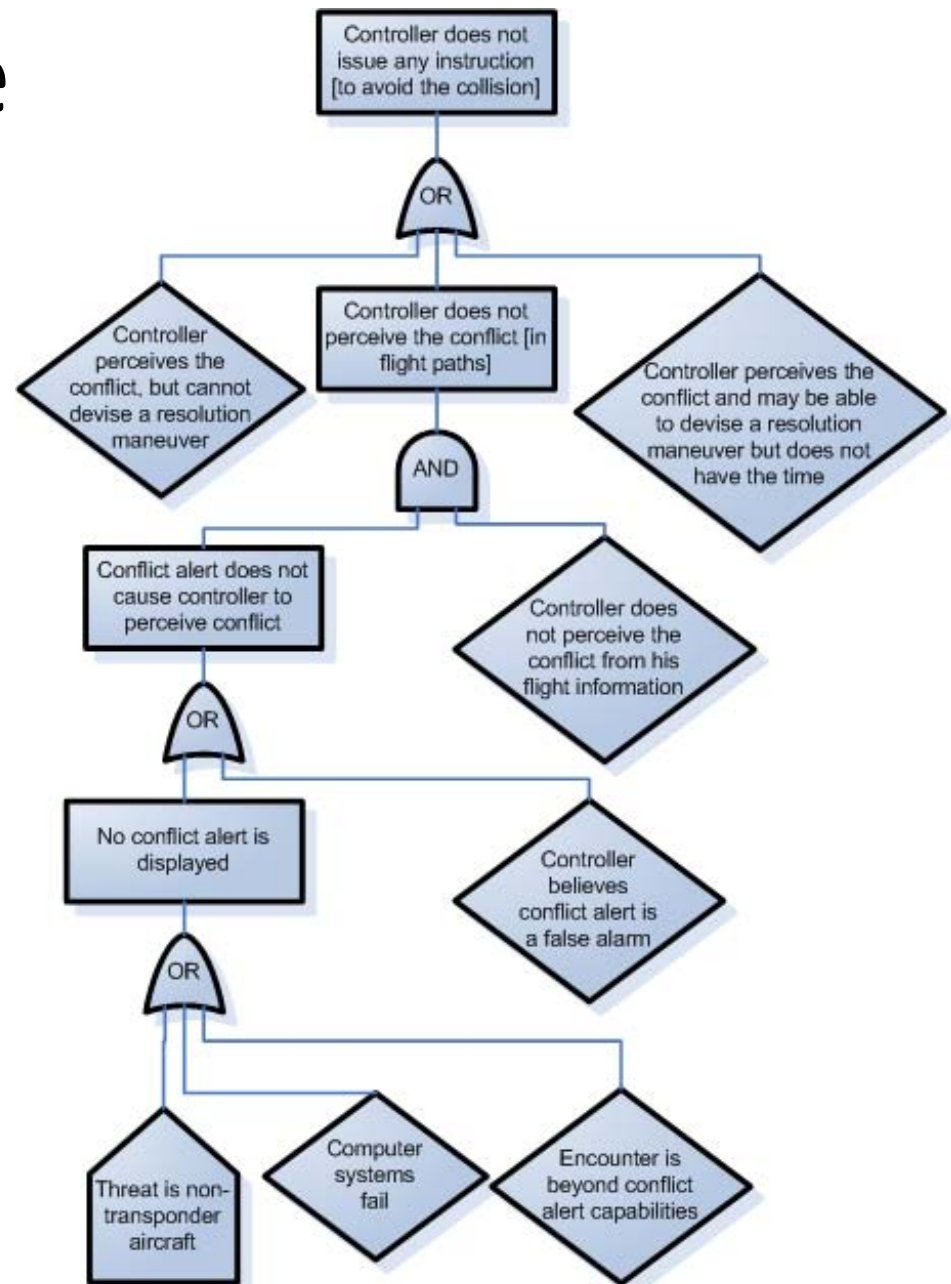 e
Controller does not
issue any instruction
[to avoid the collision]
OR
Controller
perceives the
conflict, but cannot
devise a resolution
maneuver
Controller does not
perceive the conflict [in
flight paths]
Controller perceives the
conflict and may be able
to devise a resolution
maneuver but does not
have the time
AND
Conflict alert does not
cause controller to
perceive conflict
Controller does
not perceive the
conflict from his
flight information
OR
No conflict alert is
displayed
Controller
believes
conflict alert is
a false alarm
OR
Threat is non-
transponder
aircraft
Computer
systems
fail
Encounter is
beyond conflict
alert capabilities